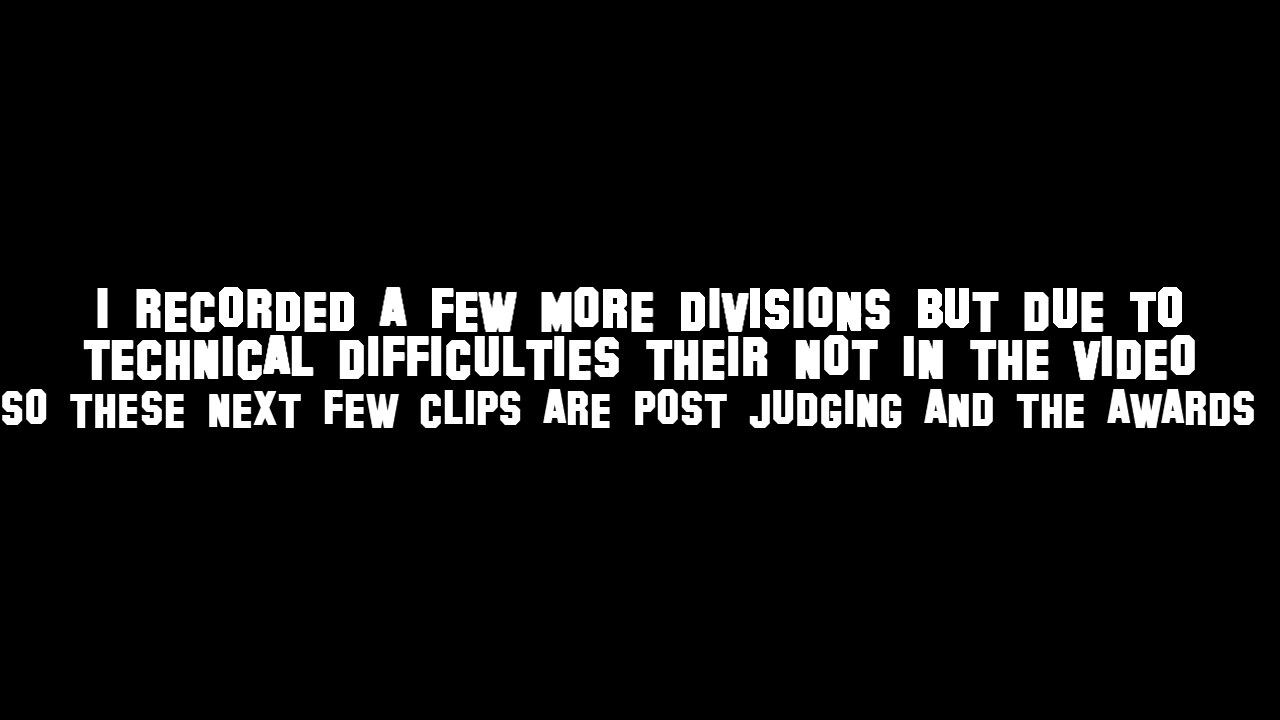 I RECORDED A FEW MORE DIVISIONS BUT DUE TO
TECHNICAL DIFFICULTIES THEIR NOT IN THE VIDEO
SO THESE NEXT FEW CLIPS ARE POST JUDGING AND THE AWARDS